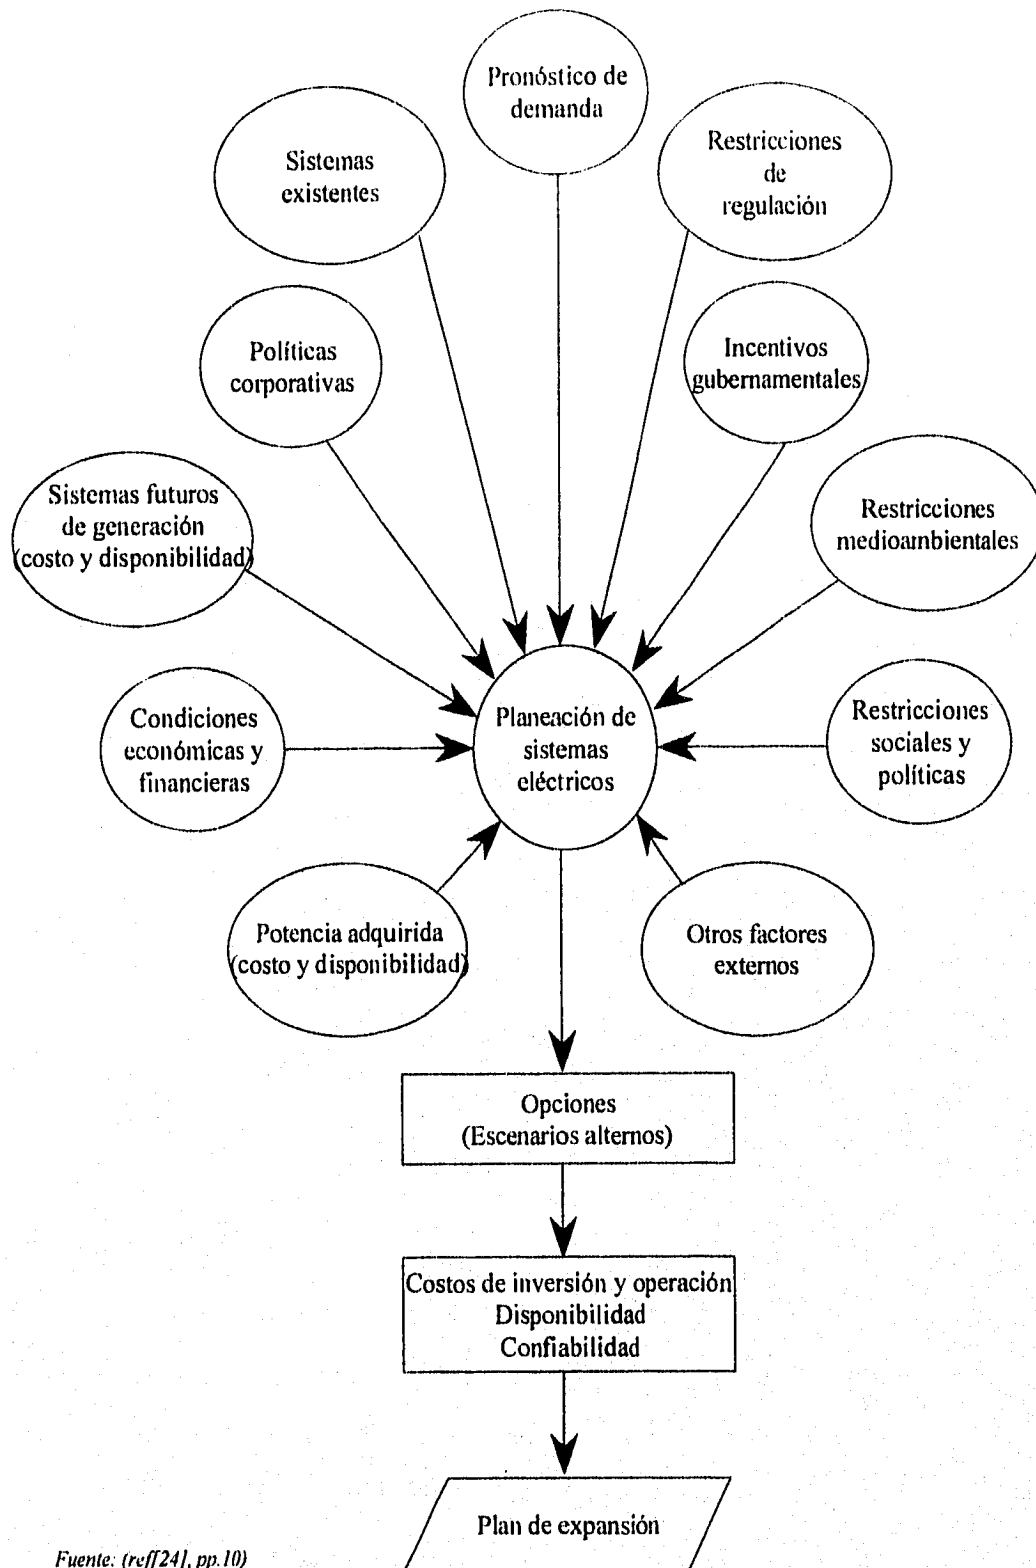 Pronóstico de
demanda
Sistemas
existentes
Restricciones
de
regulación
Políticas
corporativas
Incentivos
gubernamentales
Sistemas futuros
de generación
(costo y disponibilidad)
Restricciones
medioambientales
Condiciones
económicas y
financieras
Planeación de
sistemas
eléctricos
Restricciones
sociales y
políticas
Potencia adquirida
(costo y disponibilidad)
Otros factores
externos
Opciones
(Escenarios alternos)
Costos de inversión y operación
Disponibilidad
Confiabilidad
Plan de expansión
Fuente: (ref[24], pp.10)